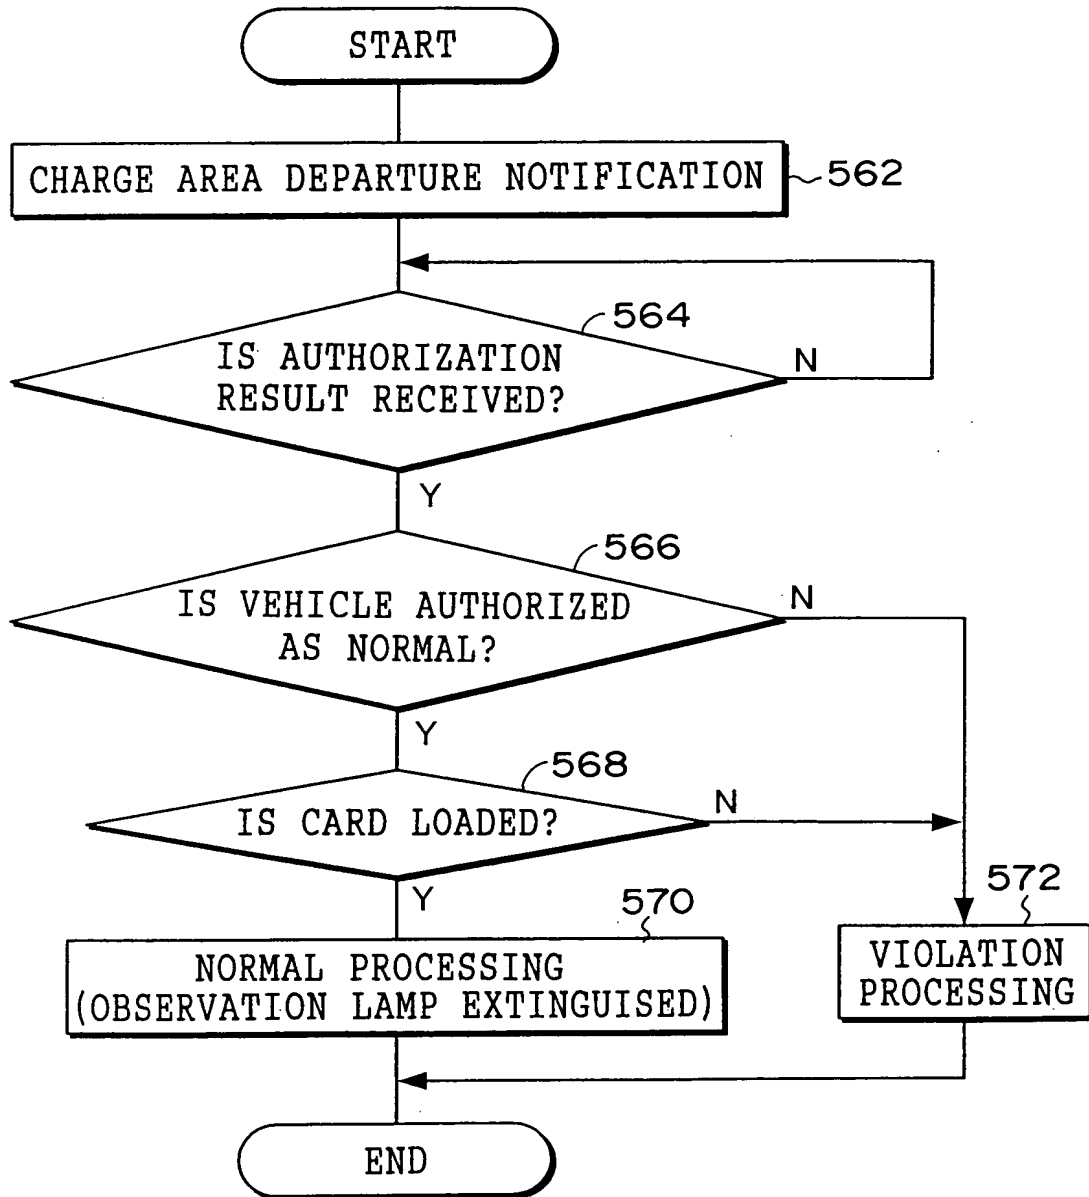 START
CHARGE AREA DEPARTURE NOTIFICATION
562
564
IS AUTHORIZATION
RESULT RECEIVED?
N
Y
566
IS VEHICLE AUTHORIZED
AS NORMAL?
N
Y
568
IS CARD LOADED?
N
Y
570
NORMAL PROCESSING
(OBSERVATION LAMP EXTINGUISED)
572
VIOLATION
PROCESSING
END